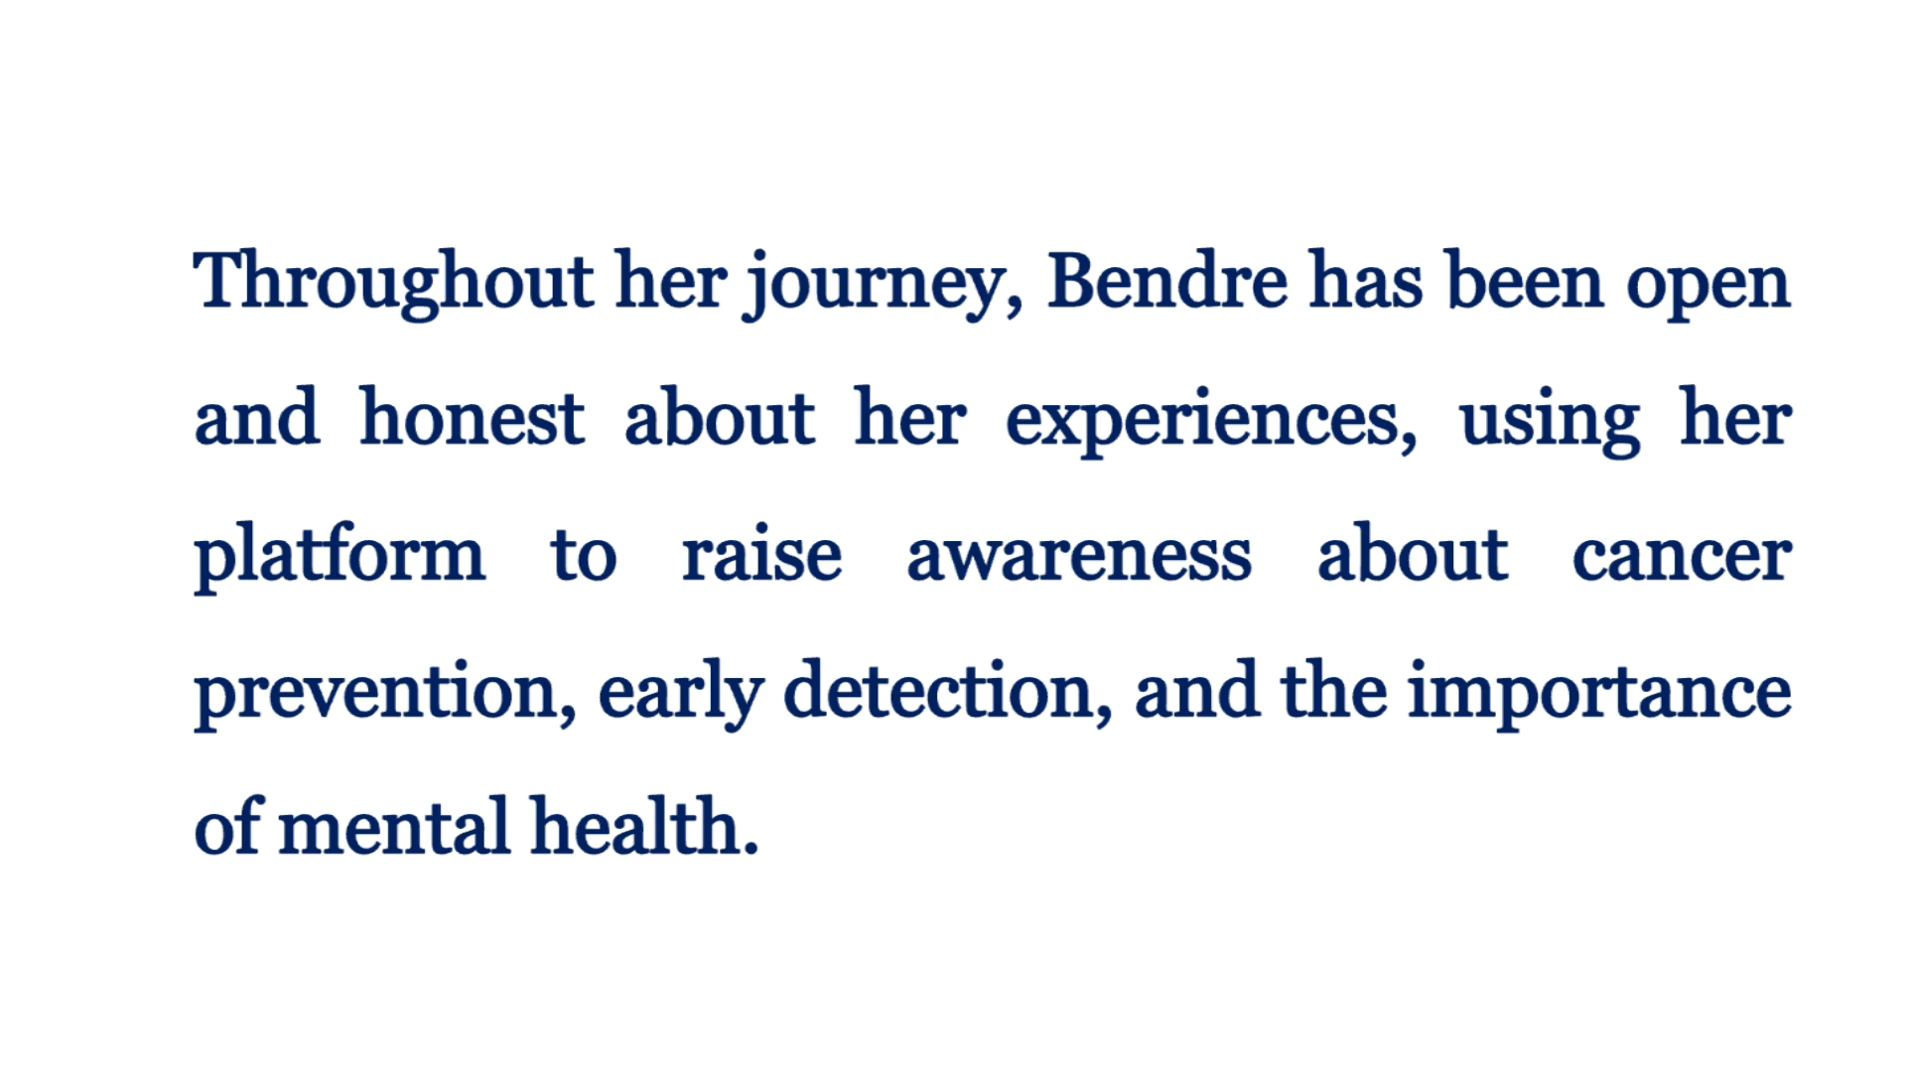 Throughout her journey, Bendre has been open
and honest about her experiences, using her
platform to raise awareness about cancer
prevention, early detection, and the importance
of mental health.